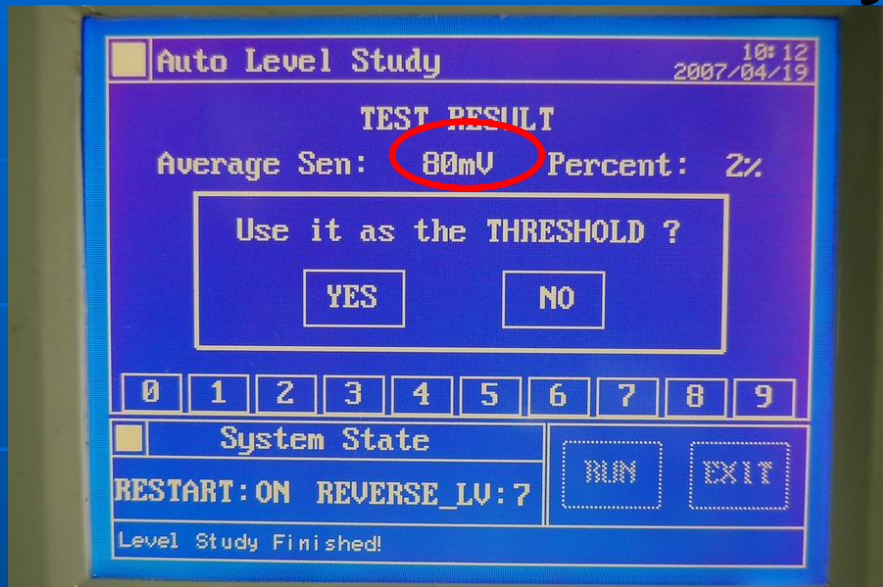 Auto Level Study
10:12
2007/04/19
TEST RESULT
Average Sen: 80mV Percent: 2%
Use it as the THRESHOLD ?
YES NO
0 1 2 3 4 5 6 7 8 9
System State
RESTART:ON REVERSE_LV:7
RUN EXIT
Level Study Finished!